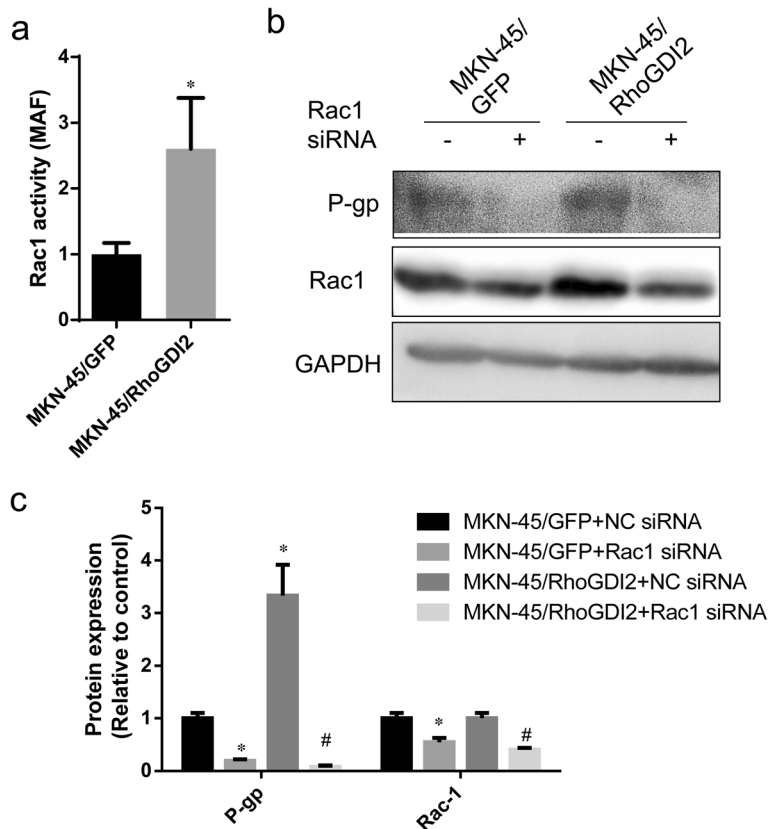 a
Rac1 activity (MAF)
4
3
2
1
0
*
MKN-45/GFP
MKN-45/RhoGDI2
b
MKN-45/
GFP
MKN-45/
RhoGDI2
Rac1
siRNA
- + - +
P-gp
Rac1
GAPDH
c
Protein expression
(Relative to control)
5
4
3
2
1
0
* * # * #
P-gp Rac-1
MKN-45/GFP+NC siRNA
MKN-45/GFP+Rac1 siRNA
MKN-45/RhoGDI2+NC siRNA
MKN-45/RhoGDI2+Rac1 siRNA